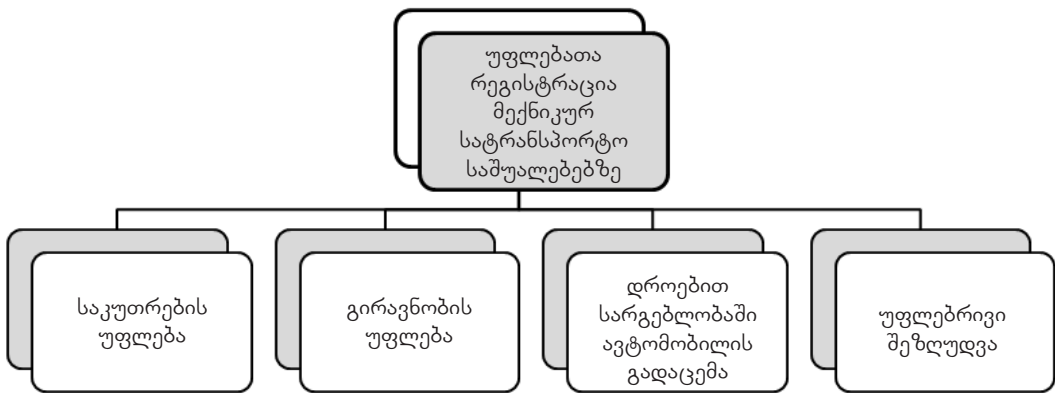 უფლებათა
რეგისტრაცია
მექნიკურ
სატრანსპორტო
საშუალებებზე
საკუთრების
უფლება
გირავნობის
უფლება
დროებით
სარგებლობაში
ავტომობილის
გადაცემა
უფლებრივი
შეზღუდვა